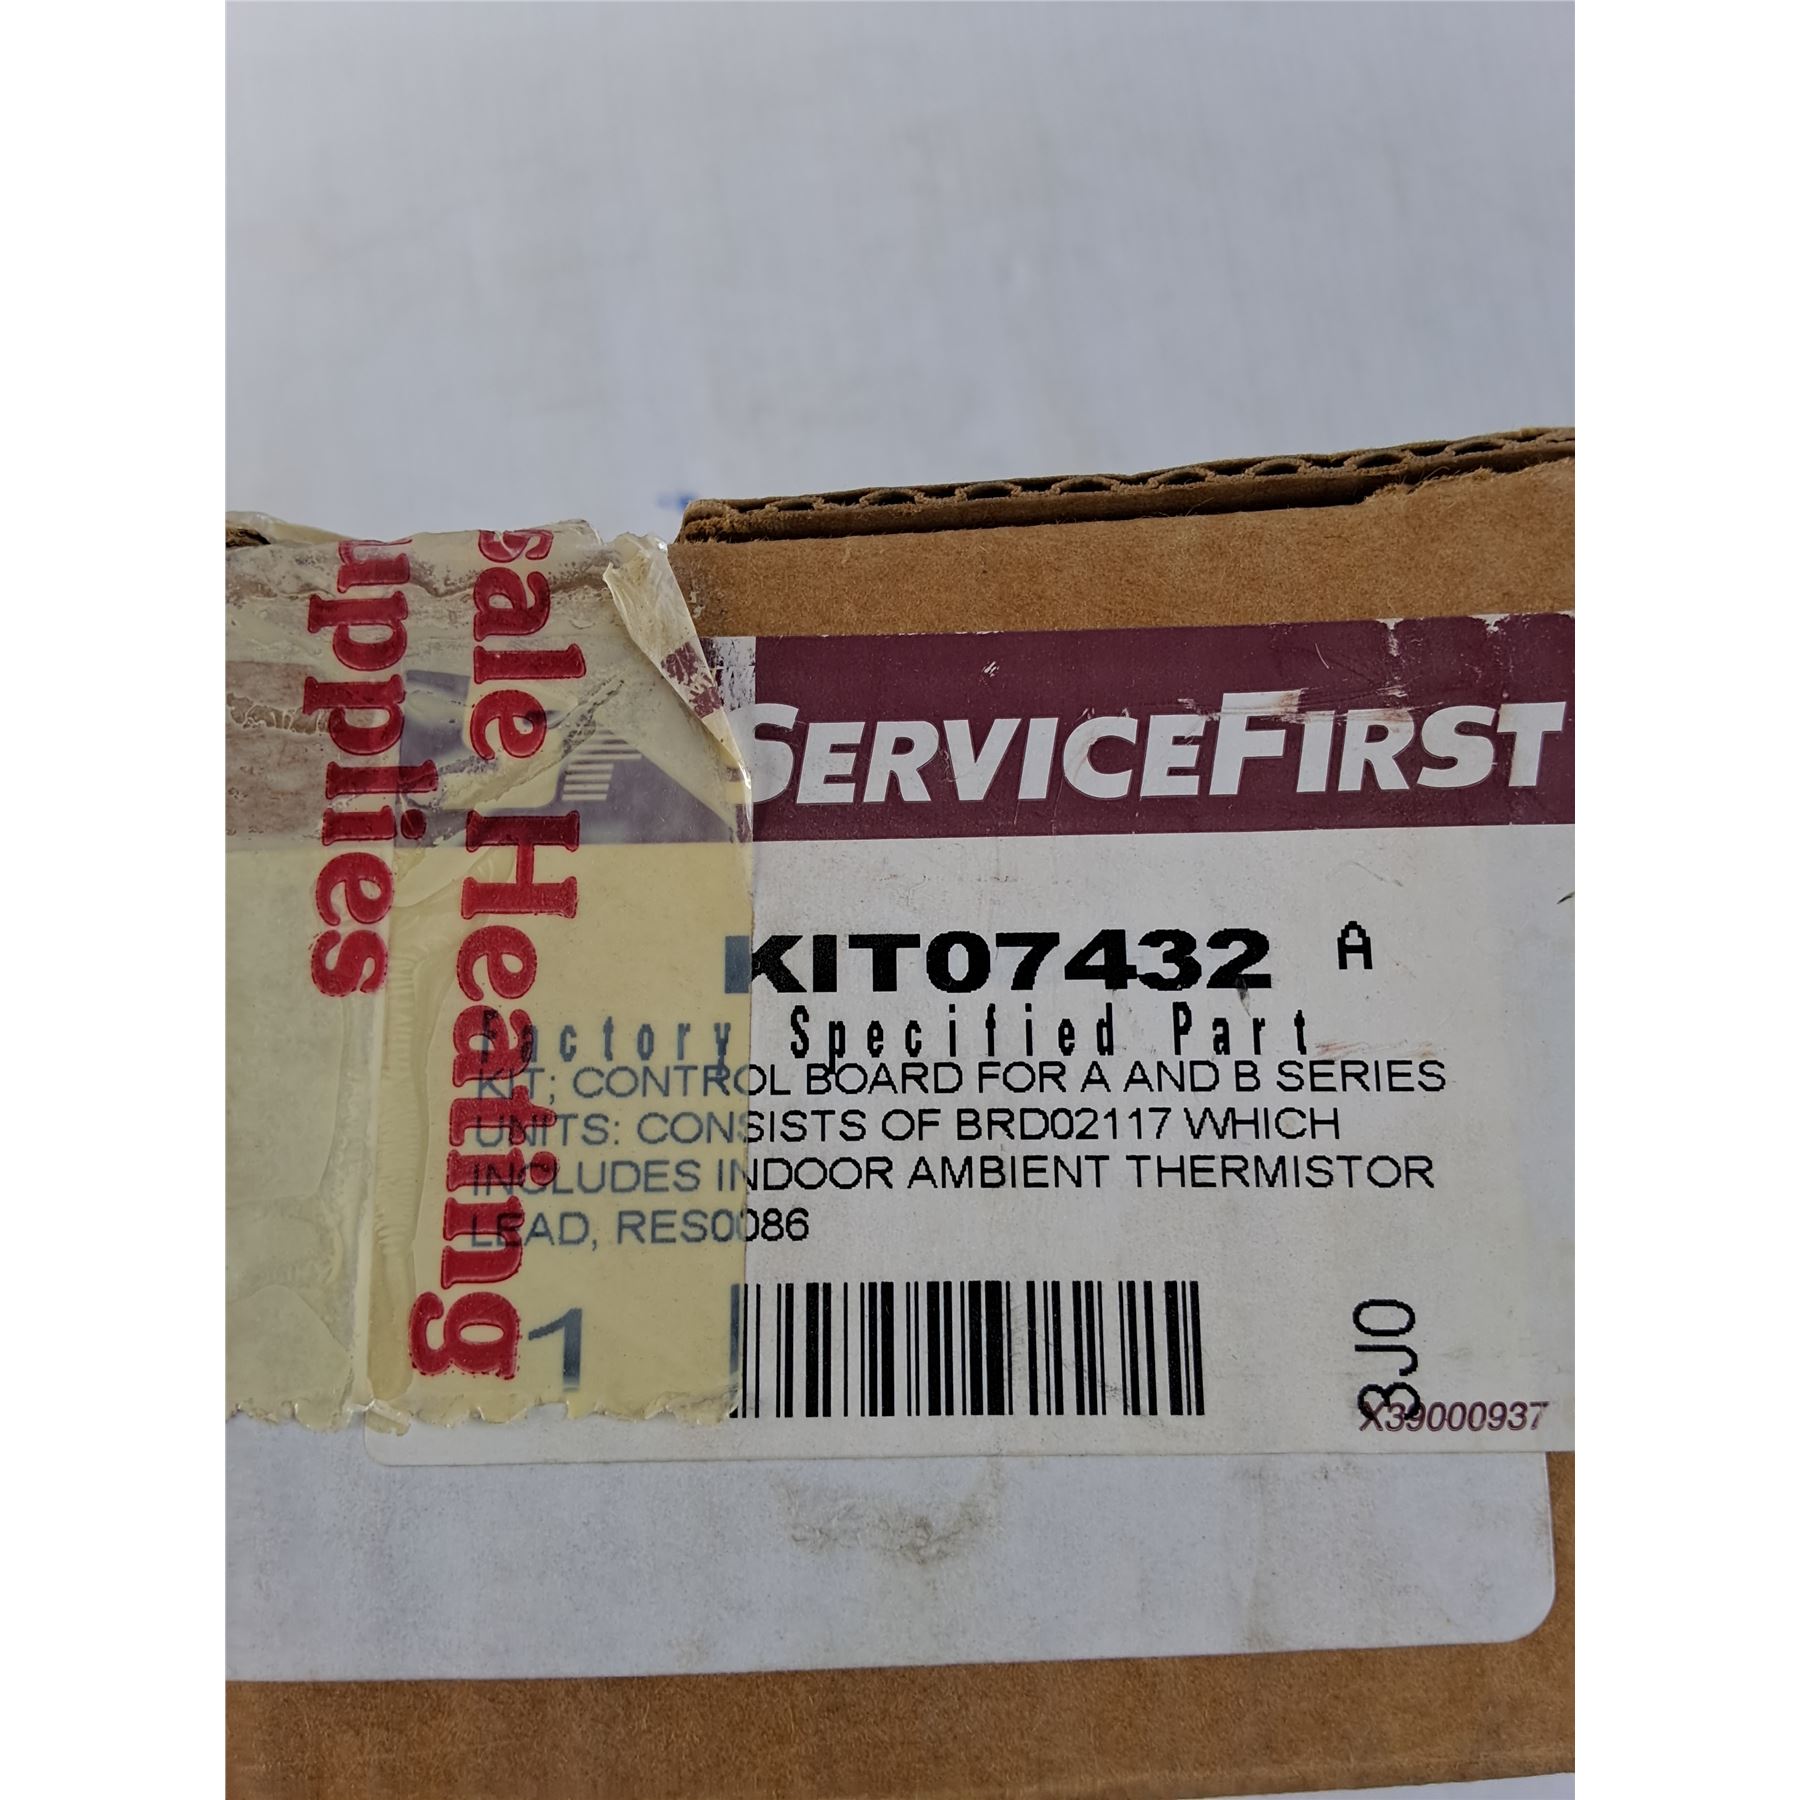 sale Heating
upplies
SERVICEFIRST
KIT07432 A
Factory Specified Part
KIT; CONTROL BOARD FOR A AND B SERIES
UNITS: CONSISTS OF BRD02117 WHICH
INCLUDES INDOOR AMBIENT THERMISTOR
LEAD, RES0086
1
3J0
X39000937